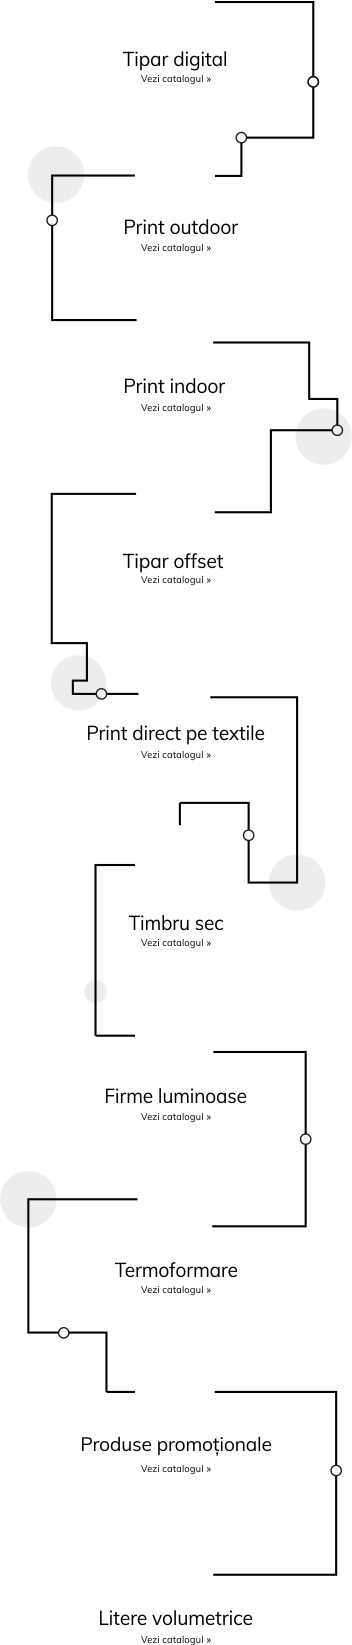 Tipar digital
Vezi catalogul »
Print outdoor
Vezi catalogul »
Print indoor
Vezi catalogul »
Tipar offset
Vezi catalogul »
Print direct pe textile
Vezi catalogul »
Timbru sec
Vezi catalogul »
Firme luminoase
Vezi catalogul »
Termoformare
Vezi catalogul »
Produse promoționale
Vezi catalogul »
Litere volumetrice
Vezi catalogul »